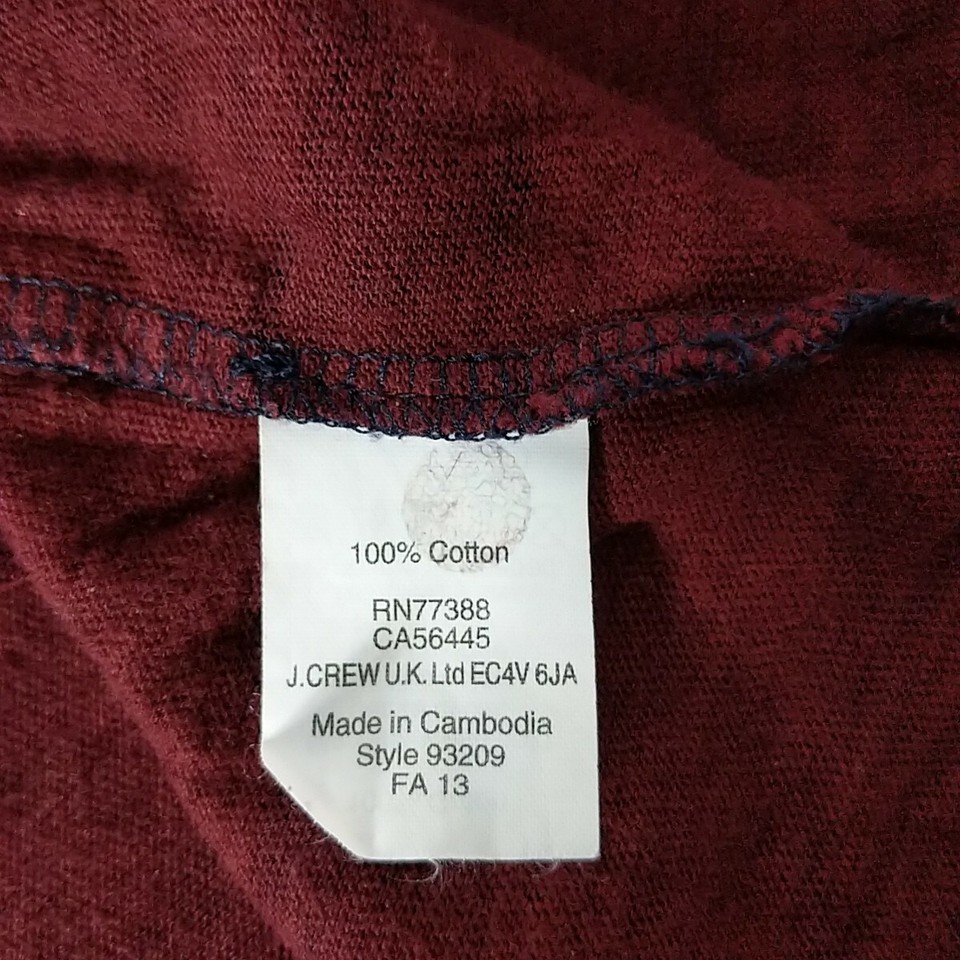 100% Cotton
RN77388
CA56445
J.CREW U.K. Ltd EC4V 6JA
Made in Cambodia
Style 93209
FA 13